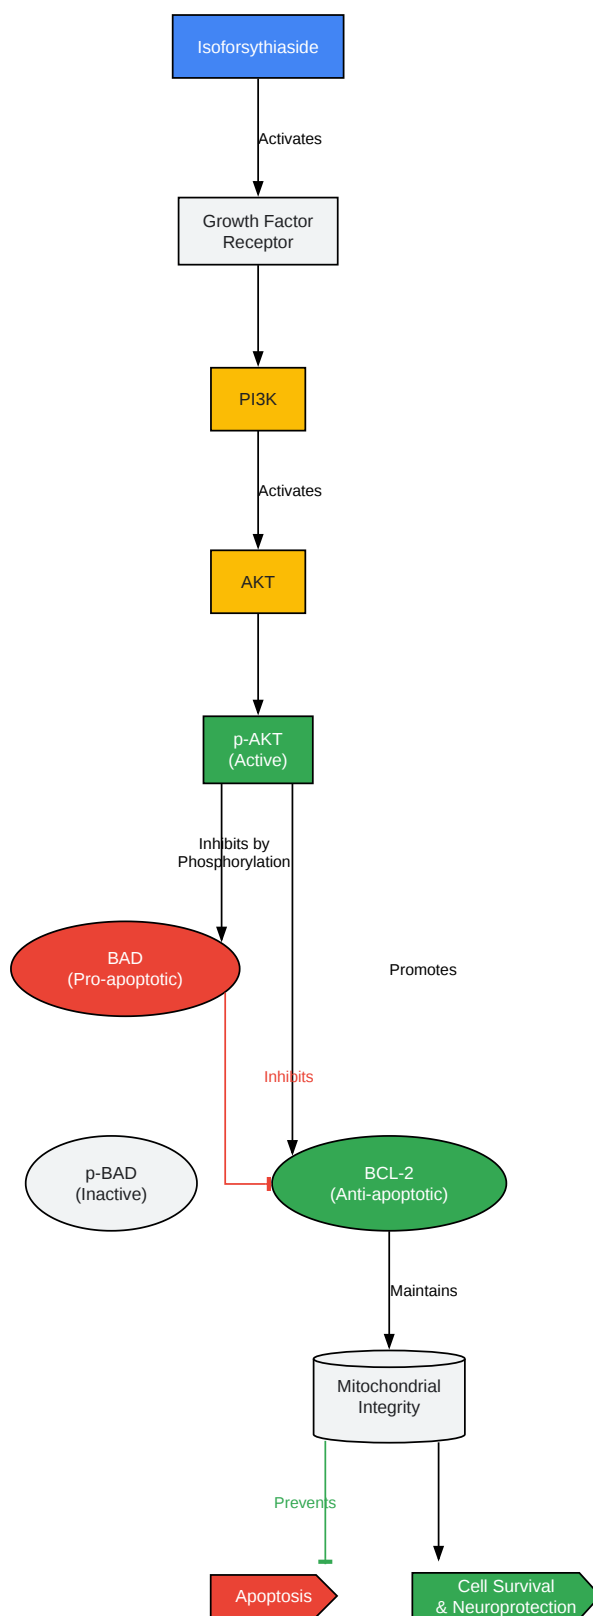 Isoforsythiaside
Activates
Growth Factor
Receptor
PI3K
Activates
AKT
p-AKT
(Active)
Inhibits by
Phosphorylation
BAD
(Pro-apoptotic)
Promotes
Inhibits
p-BAD
(Inactive)
BCL-2
(Anti-apoptotic)
Maintains
Mitochondrial
Integrity
Prevents
Apoptosis
Cell Survival
& Neuroprotection